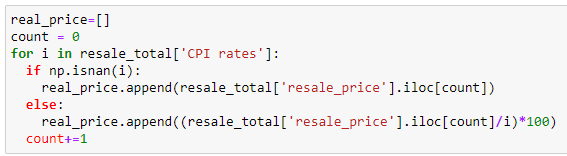 real_price=[]
count = 0
for i in resale_total['CPI rates']:
  if np.isnan(i):
    real_price.append(resale_total['resale_price'].iloc[count])
  else:
    real_price.append((resale_total['resale_price'].iloc[count]/i)*100)
  count+=1